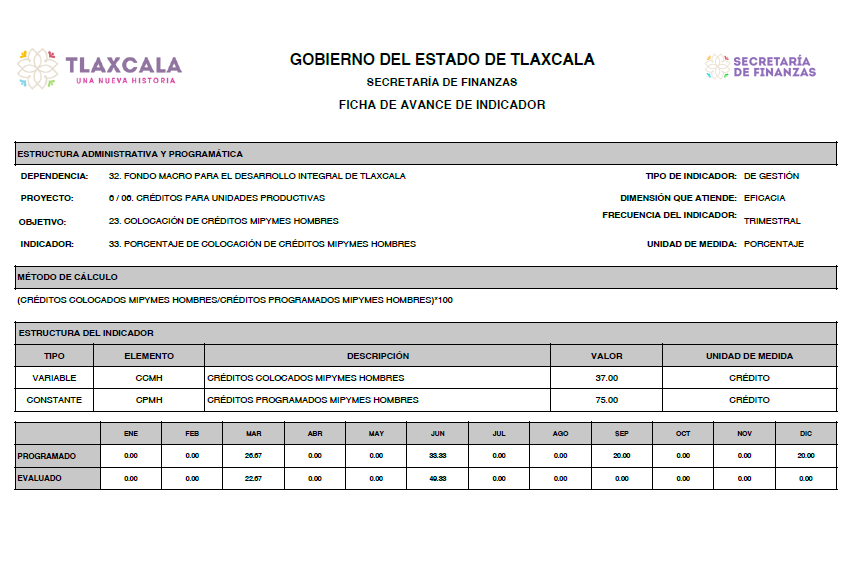 TLAXCALA
UNA NUEVA HISTORIA
GOBIERNO DEL ESTADO DE TLAXCALA
SECRETARÍA DE FINANZAS
FICHA DE AVANCE DE INDICADOR
SECRETARÍA
DE FINANZAS
ESTRUCTURA ADMINISTRATIVA Y PROGRAMÁTICA
DEPENDENCIA: 32. FONDO MACRO PARA EL DESARROLLO INTEGRAL DE TLAXCALA TIPO DE INDICADOR: DE GESTIÓN
PROYECTO: 6 / 06. CRÉDITOS PARA UNIDADES PRODUCTIVAS DIMENSIÓN QUE ATIENDE: EFICACIA
OBJETIVO: 23. COLOCACIÓN DE CRÉDITOS MIPYMES HOMBRES FRECUENCIA DEL INDICADOR: TRIMESTRAL
INDICADOR: 33. PORCENTAJE DE COLOCACIÓN DE CRÉDITOS MIPYMES HOMBRES UNIDAD DE MEDIDA: PORCENTAJE
MÉTODO DE CÁLCULO
(CRÉDITOS COLOCADOS MIPYMES HOMBRES/CRÉDITOS PROGRAMADOS MIPYMES HOMBRES)*100
ESTRUCTURA DEL INDICADOR
TIPO ELEMENTO DESCRIPCIÓN VALOR UNIDAD DE MEDIDA
VARIABLE CCMH CRÉDITOS COLOCADOS MIPYMES HOMBRES 37.00 CRÉDITO
CONSTANTE CPMH CRÉDITOS PROGRAMADOS MIPYMES HOMBRES 75.00 CRÉDITO
ENE FEB MAR ABR MAY JUN JUL AGO SEP OCT NOV DIC
PROGRAMADO 0.00 0.00 26.67 0.00 0.00 33.33 0.00 0.00 20.00 0.00 0.00 20.00
EVALUADO 0.00 0.00 22.67 0.00 0.00 49.33 0.00 0.00 0.00 0.00 0.00 0.00